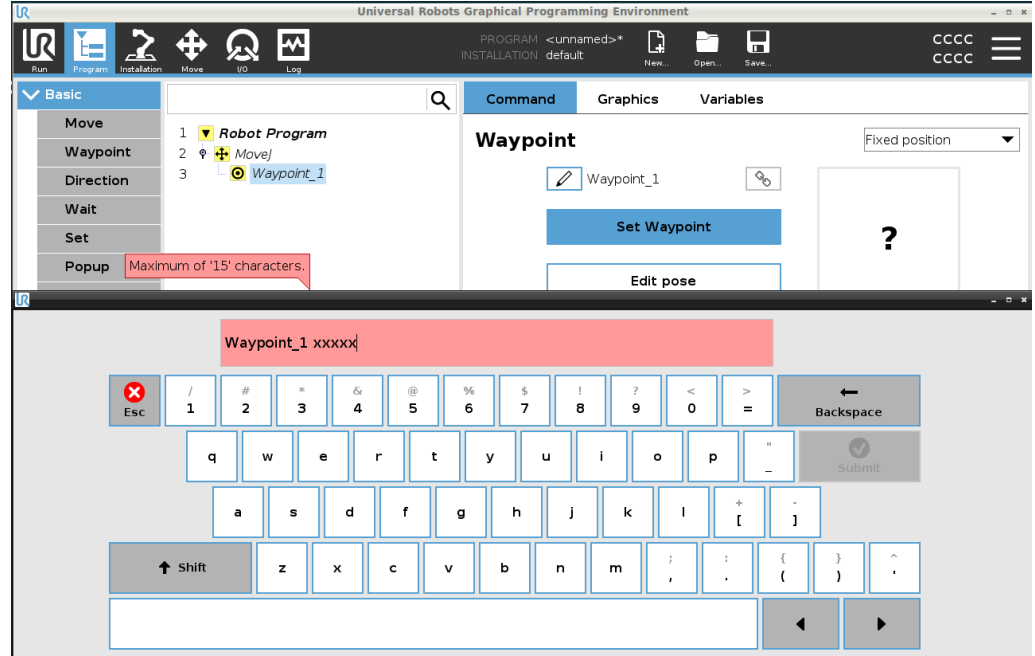 UR
Universal Robots Graphical Programming Environment
UR
Run
Program
Installation
Move
I/O
Log
PROGRAM <unnamed>*
INSTALLATION default
New...
Open...
Save...
CCCC
CCCC
Basic
Move
Waypoint
Direction
Wait
Set
Popup
1 Robot Program
2 MoveJ
3 Waypoint_1
Maximum of '15' characters.
Command Graphics Variables
Waypoint
Fixed position
Waypoint_1
Set Waypoint
?
Edit pose
UR
Waypoint_1 xxxxx
/ # * & @ % $ ! ? < >
Esc 1 2 3 4 5 6 7 8 9 0 = Backspace
"
q w e r t y u i o p _ Submit
+ -
a s d f g h j k l [ ]
; : { } ^
Shift z x c v b n m , . ( ) '